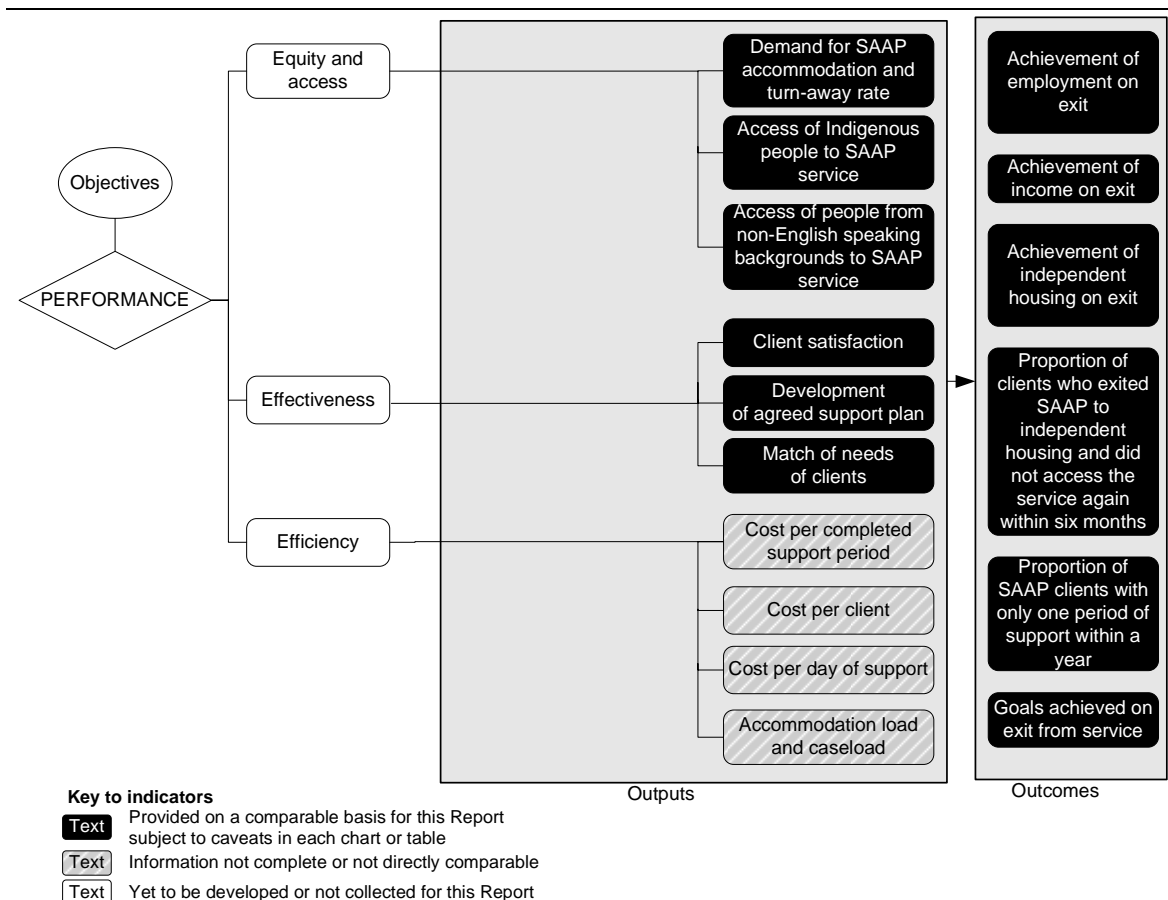 Objectives
PERFORMANCE
Equity and
access
Effectiveness
Efficiency
Demand for SAAP
accommodation and
turn-away rate
Access of Indigenous
people to SAAP
service
Access of people from
non-English speaking
backgrounds to SAAP
service
Client satisfaction
Development
of agreed support plan
Match of needs
of clients
Cost per completed
support period
Cost per client
Cost per day of support
Accommodation load
and caseload
Outputs
Achievement of
employment on
exit
Achievement of
income on exit
Achievement of
independent
housing on exit
Proportion of
clients who exited
SAAP to
independent
housing and did
not access the
service again
within six months
Proportion of
SAAP clients with
only one period of
support within a
year
Goals achieved on
exit from service
Outcomes
Key to indicators
Text Provided on a comparable basis for this Report
subject to caveats in each chart or table
Text Information not complete or not directly comparable
Text Yet to be developed or not collected for this Report